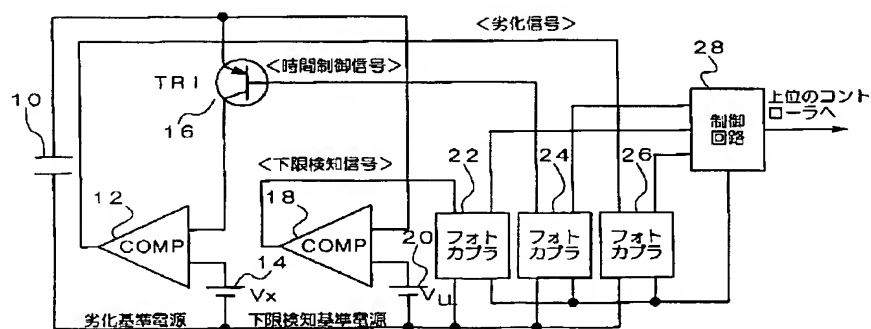 <劣化信号>
28
TR1
<時間制御信号>
10
16
上位のコント
ローラへ
制御
回路
<下限検知信号>
22
24
26
12
18
COMP
COMP
フォト
カプラ
フォト
カプラ
フォト
カプラ
14
20
Vx
VLL
劣化基準電源
下限検知基準電源